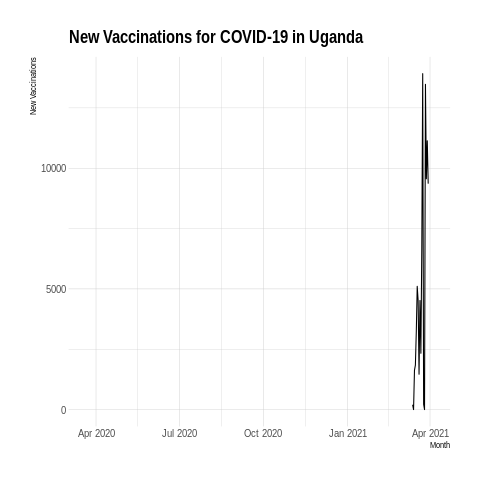 New Vaccinations for COVID-19 in Uganda
New Vaccinations
10000
5000
0
Apr 2020 Jul 2020 Oct 2020 Jan 2021 Apr 2021
Month